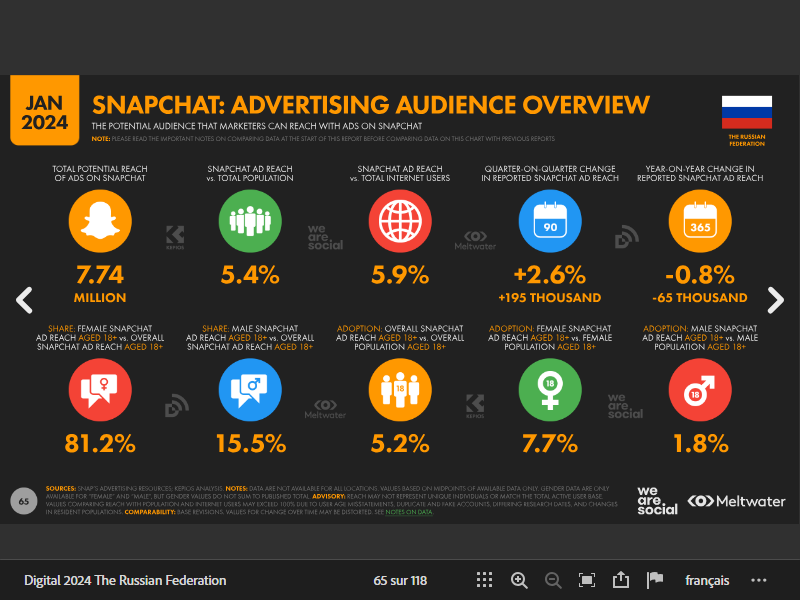 JAN
2024
SNAPCHAT: ADVERTISING AUDIENCE OVERVIEW
THE POTENTIAL AUDIENCE THAT MARKETERS CAN REACH WITH ADS ON SNAPCHAT
NOTE: PLEASE READ THE IMPORTANT NOTES ON COMPARING DATA AT THE START OF THIS REPORT BEFORE COMPARING DATA ON THIS CHART WITH PREVIOUS REPORTS
THE RUSSIAN
FEDERATION
TOTAL POTENTIAL REACH
OF ADS ON SNAPCHAT
7.74
MILLION
SNAPCHAT AD REACH
vs. TOTAL POPULATION
5.4%
SNAPCHAT AD REACH
vs. TOTAL INTERNET USERS
5.9%
QUARTER-ON-QUARTER CHANGE
IN REPORTED SNAPCHAT AD REACH
90
+2.6%
+195 THOUSAND
YEAR-ON-YEAR CHANGE IN
REPORTED SNAPCHAT AD REACH
365
-0.8%
-65 THOUSAND
KEPIOS
we
are.
social
Meltwater
SHARE: FEMALE SNAPCHAT
AD REACH AGED 18+ vs. OVERALL
SNAPCHAT AD REACH AGED 18+
81.2%
SHARE: MALE SNAPCHAT
AD REACH AGED 18+ vs. OVERALL
SNAPCHAT AD REACH AGED 18+
15.5%
ADOPTION: OVERALL SNAPCHAT
AD REACH AGED 18+ vs. OVERALL
POPULATION AGED 18+
18
5.2%
ADOPTION: FEMALE SNAPCHAT
AD REACH AGED 18+ vs. FEMALE
POPULATION AGED 18+
18
7.7%
ADOPTION: MALE SNAPCHAT
AD REACH AGED 18+ vs. MALE
POPULATION AGED 18+
18
1.8%
Meltwater
KEPIOS
we
are.
social
65
SOURCES: SNAP'S ADVERTISING RESOURCES; KEPIOS ANALYSIS. NOTES: DATA ARE NOT AVAILABLE FOR ALL LOCATIONS. VALUES BASED ON MIDPOINTS OF AVAILABLE DATA ONLY. GENDER DATA ARE ONLY
AVAILABLE FOR "FEMALE" AND "MALE", BUT GENDER VALUES DO NOT SUM TO PUBLISHED TOTAL. ADVISORY: REACH MAY NOT REPRESENT UNIQUE INDIVIDUALS OR MATCH THE TOTAL ACTIVE USER BASE.
VALUES COMPARING REACH WITH POPULATION AND INTERNET USERS MAY EXCEED 100% DUE TO USER AGE MISSTATEMENTS, DUPLICATE AND FAKE ACCOUNTS, DIFFERING RESEARCH DATES, AND CHANGES
IN RESIDENT POPULATIONS. COMPARABILITY: BASE REVISIONS. VALUES FOR CHANGE OVER TIME MAY BE DISTORTED. SEE NOTES ON DATA.
we
are.
social
Meltwater
Digital 2024 The Russian Federation
65 sur 118
français